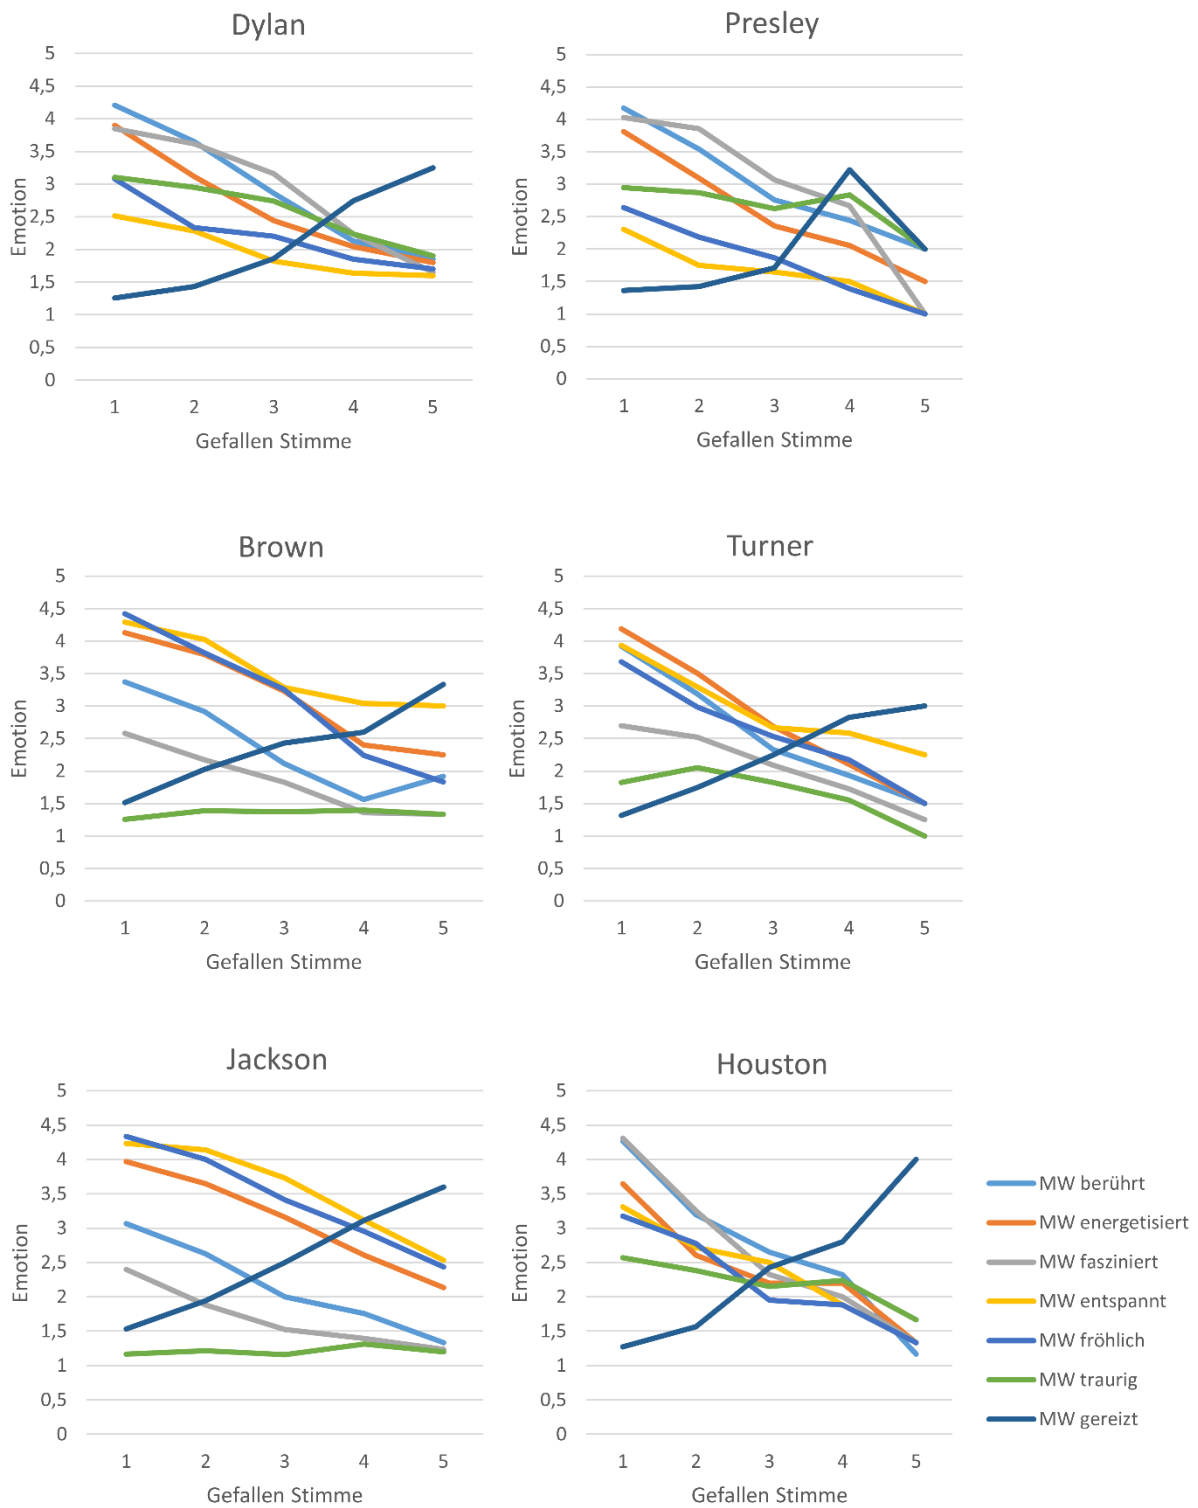 Dylan
5
4,5
4
3,5
3
2,5
2
1,5
1
0,5
0
Emotion
1 2 3 4 5
Gefallen Stimme
Presley
5
4,5
4
3,5
3
2,5
2
1,5
1
0,5
0
Emotion
1 2 3 4 5
Gefallen Stimme
Brown
5
4,5
4
3,5
3
2,5
2
1,5
1
0,5
0
Emotion
1 2 3 4 5
Gefallen Stimme
Turner
5
4,5
4
3,5
3
2,5
2
1,5
1
0,5
0
Emotion
1 2 3 4 5
Gefallen Stimme
Jackson
5
4,5
4
3,5
3
2,5
2
1,5
1
0,5
0
Emotion
1 2 3 4 5
Gefallen Stimme
Houston
5
4,5
4
3,5
3
2,5
2
1,5
1
0,5
0
Emotion
1 2 3 4 5
Gefallen Stimme
MW berührt
MW energetisiert
MW fasziniert
MW entspannt
MW fröhlich
MW traurig
MW gereizt